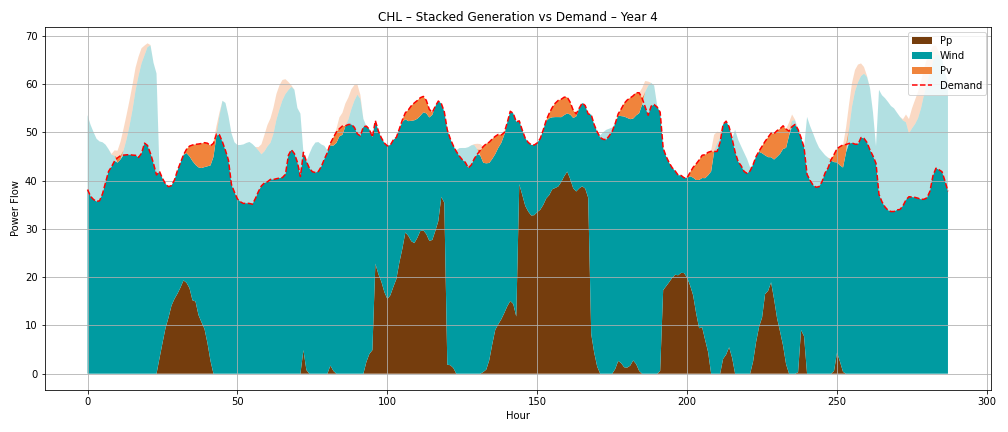 CHL – Stacked Generation vs Demand – Year 4
Pp
Wind
Pv
Demand
Power Flow
70
60
50
40
30
20
10
0
0 50 100 150 200 250 300
Hour